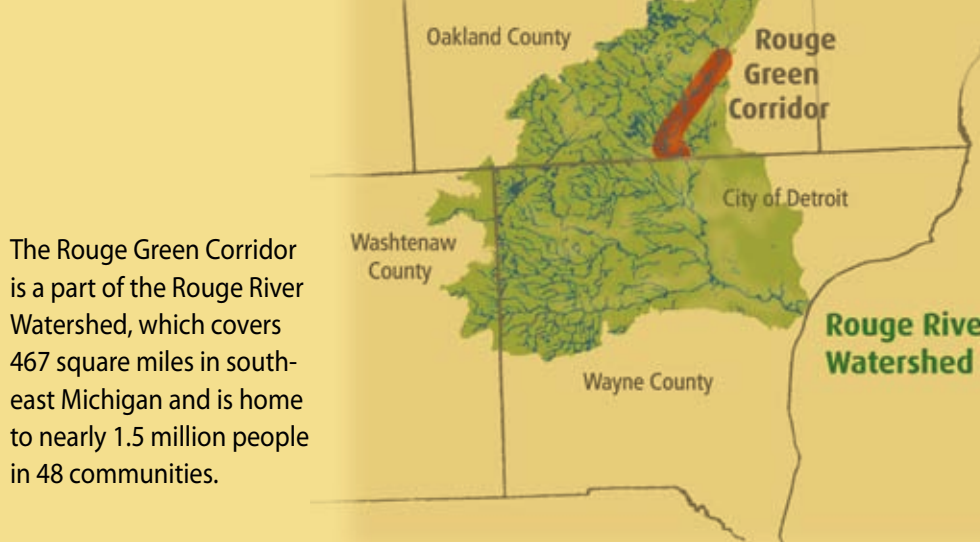 Oakland County
Rouge
Green
Corridor
City of Detroit
Washtenaw
County
The Rouge Green Corridor
is a part of the Rouge River
Watershed, which covers
467 square miles in south-
east Michigan and is home
to nearly 1.5 million people
in 48 communities.
Rouge Rive
Watershed
Wayne County